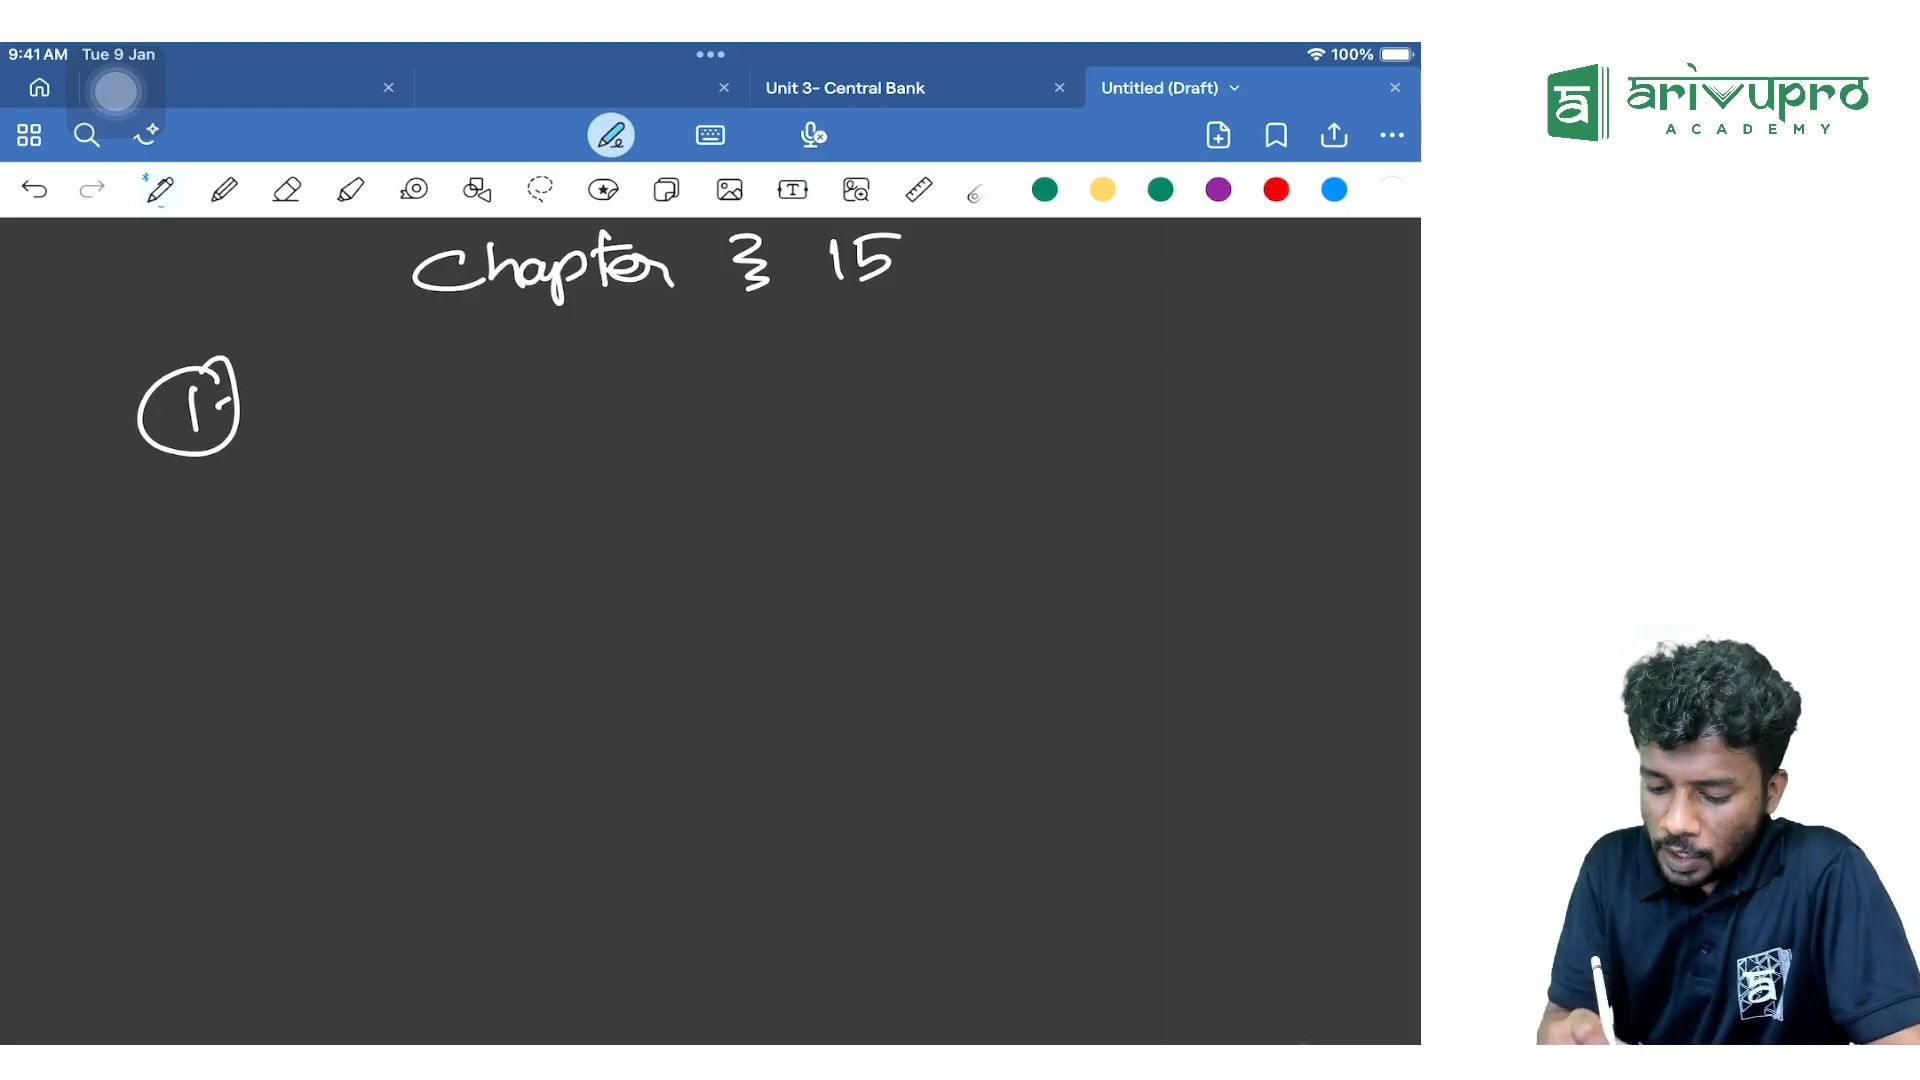 9:41 AM Tue 9 Jan
100%
Unit 3- Central Bank
Untitled (Draft)
arivupro
ACADEMY
Chapter 3 15
1